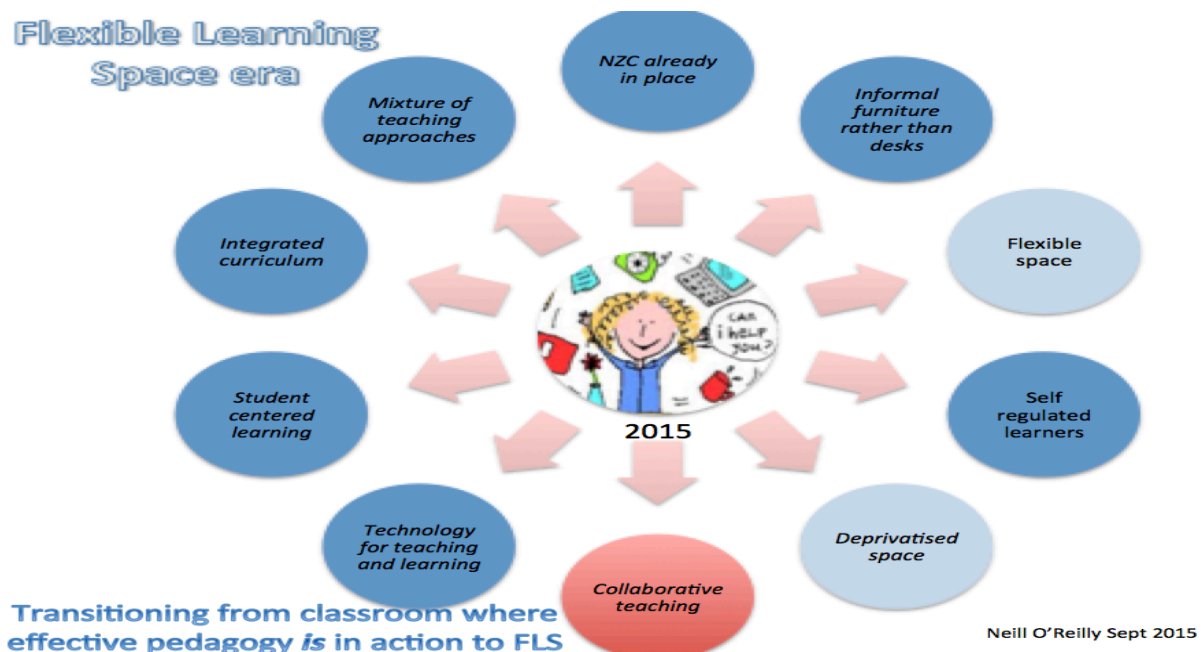 Flexible Learning
Space era
NZC already
in place
Informal
furniture
rather than
desks
Flexible
space
Self
regulated
learners
Deprivatised
space
Collaborative
teaching
Technology
for teaching
and learning
Student
centered
learning
Integrated
curriculum
Mixture of
teaching
approaches
CAN
i HELP
YOU?
2015
Transitioning from classroom where
effective pedagogy is in action to FLS
Neill O'Reilly Sept 2015